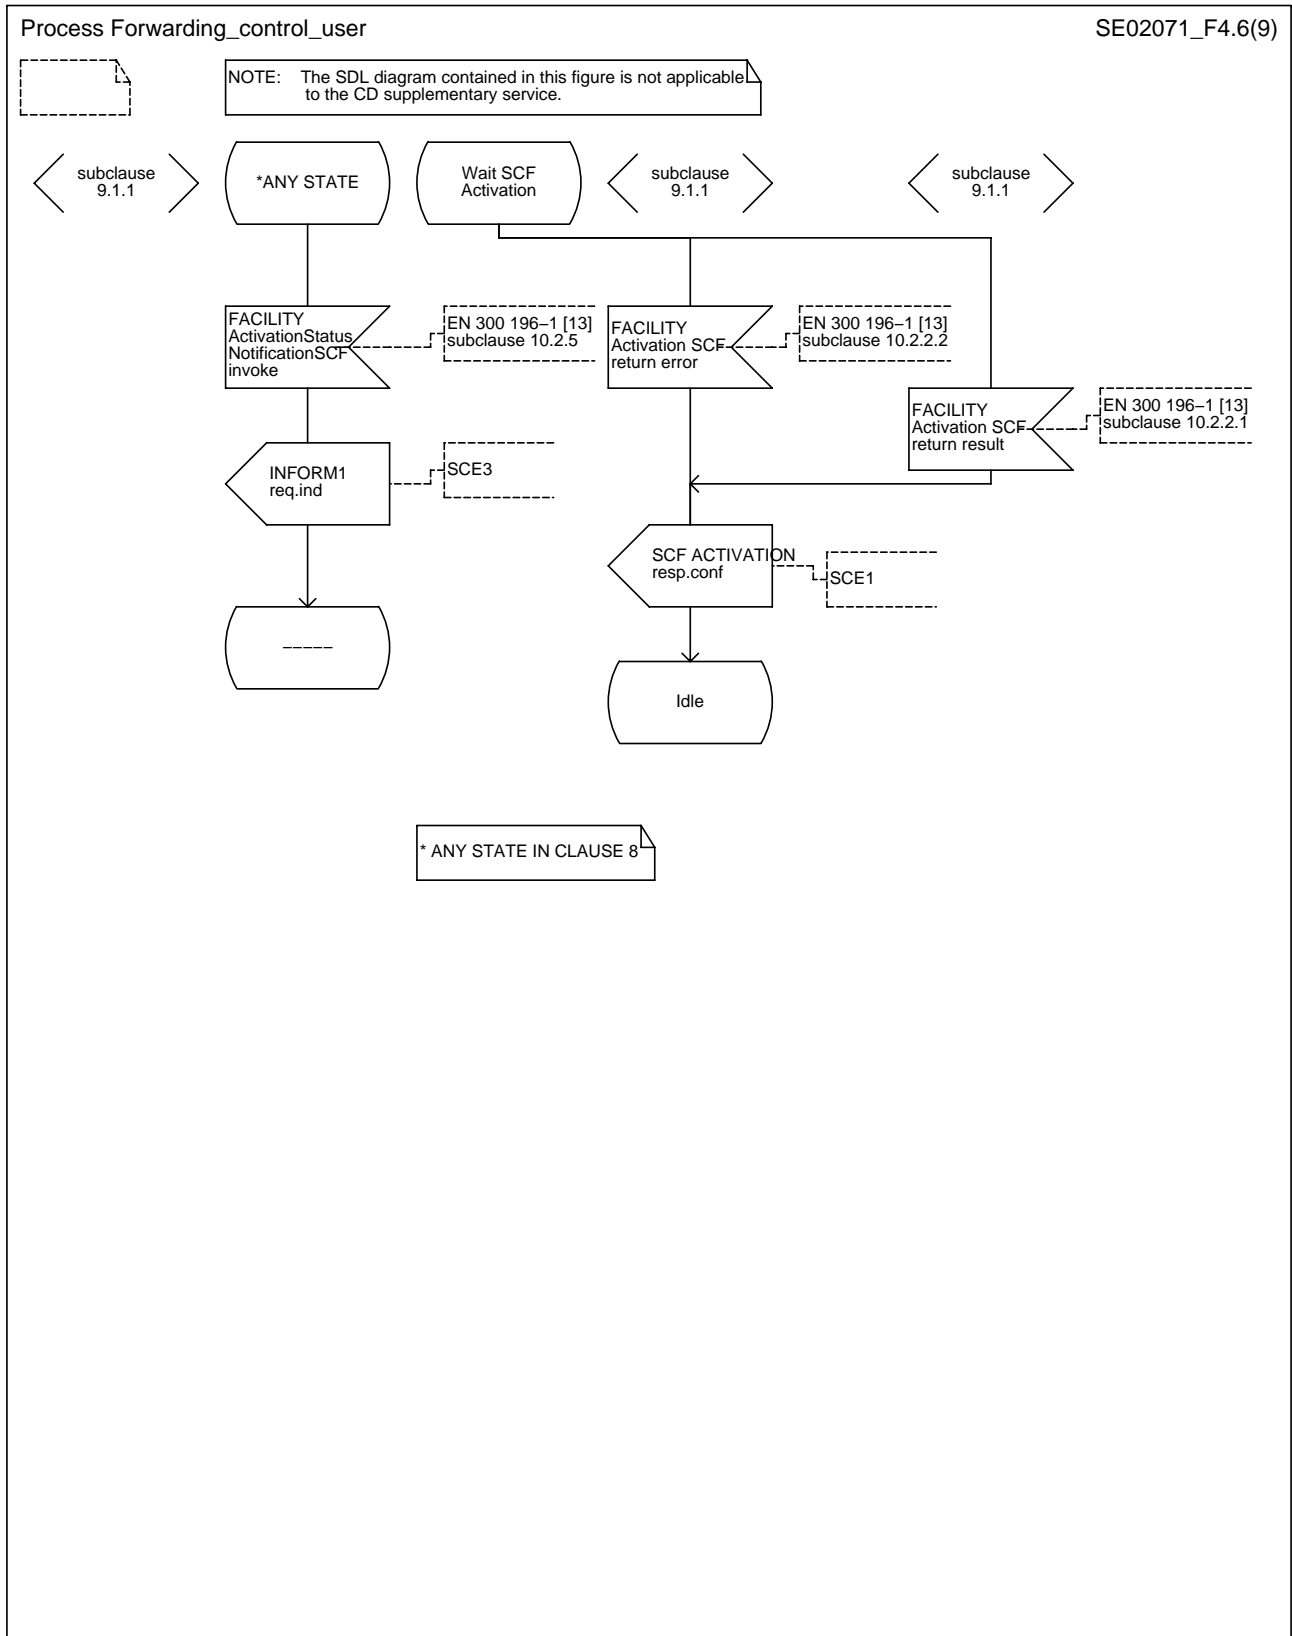 Process Forwarding_control_user
SE02071_F4.6(9)
NOTE: The SDL diagram contained in this figure is not applicable
to the CD supplementary service.
subclause
9.1.1
*ANY STATE
Wait SCF
Activation
subclause
9.1.1
subclause
9.1.1
FACILITY
ActivationStatus
NotificationSCF
invoke
EN 300 196–1 [13]
subclause 10.2.5
FACILITY
Activation SCF
return error
EN 300 196–1 [13]
subclause 10.2.2.2
FACILITY
Activation SCF
return result
EN 300 196–1 [13]
subclause 10.2.2.1
INFORM1
req.ind
SCE3
SCF ACTIVATION
resp.conf
SCE1
–––––
Idle
* ANY STATE IN CLAUSE 8